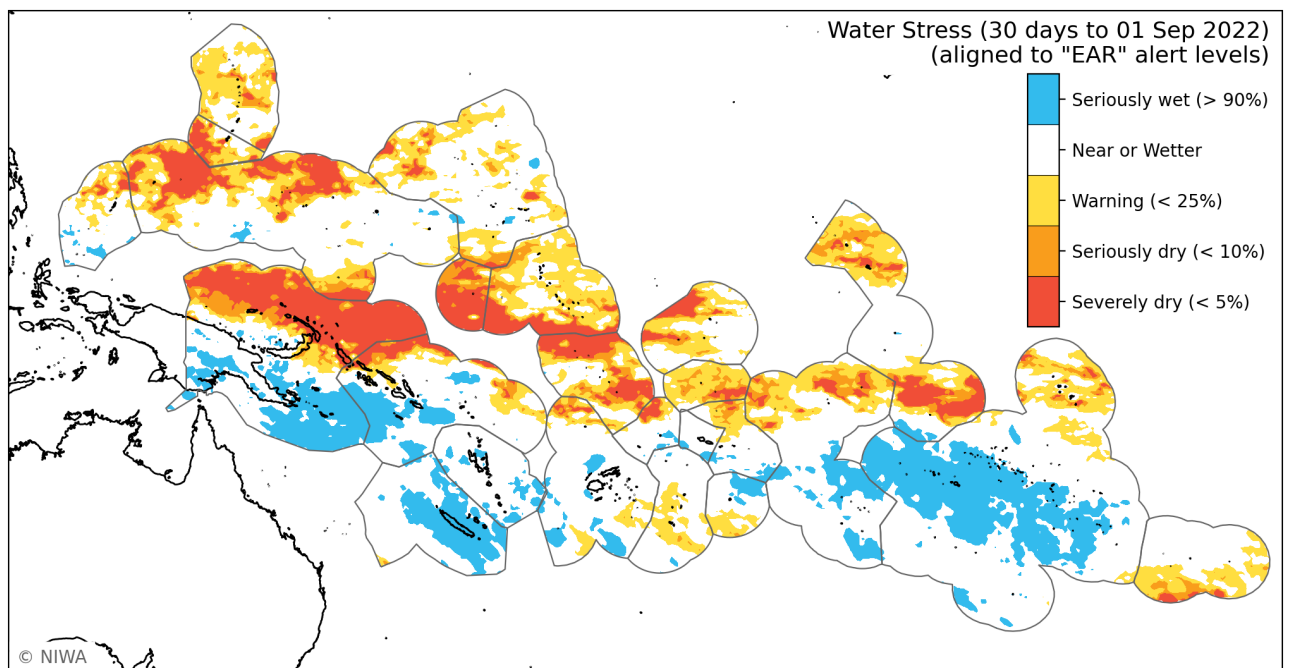 Water Stress (30 days to 01 Sep 2022)
(aligned to "EAR" alert levels)
Seriously wet (> 90%)
Near or Wetter
Warning (< 25%)
Seriously dry (< 10%)
Severely dry (< 5%)
© NIWA